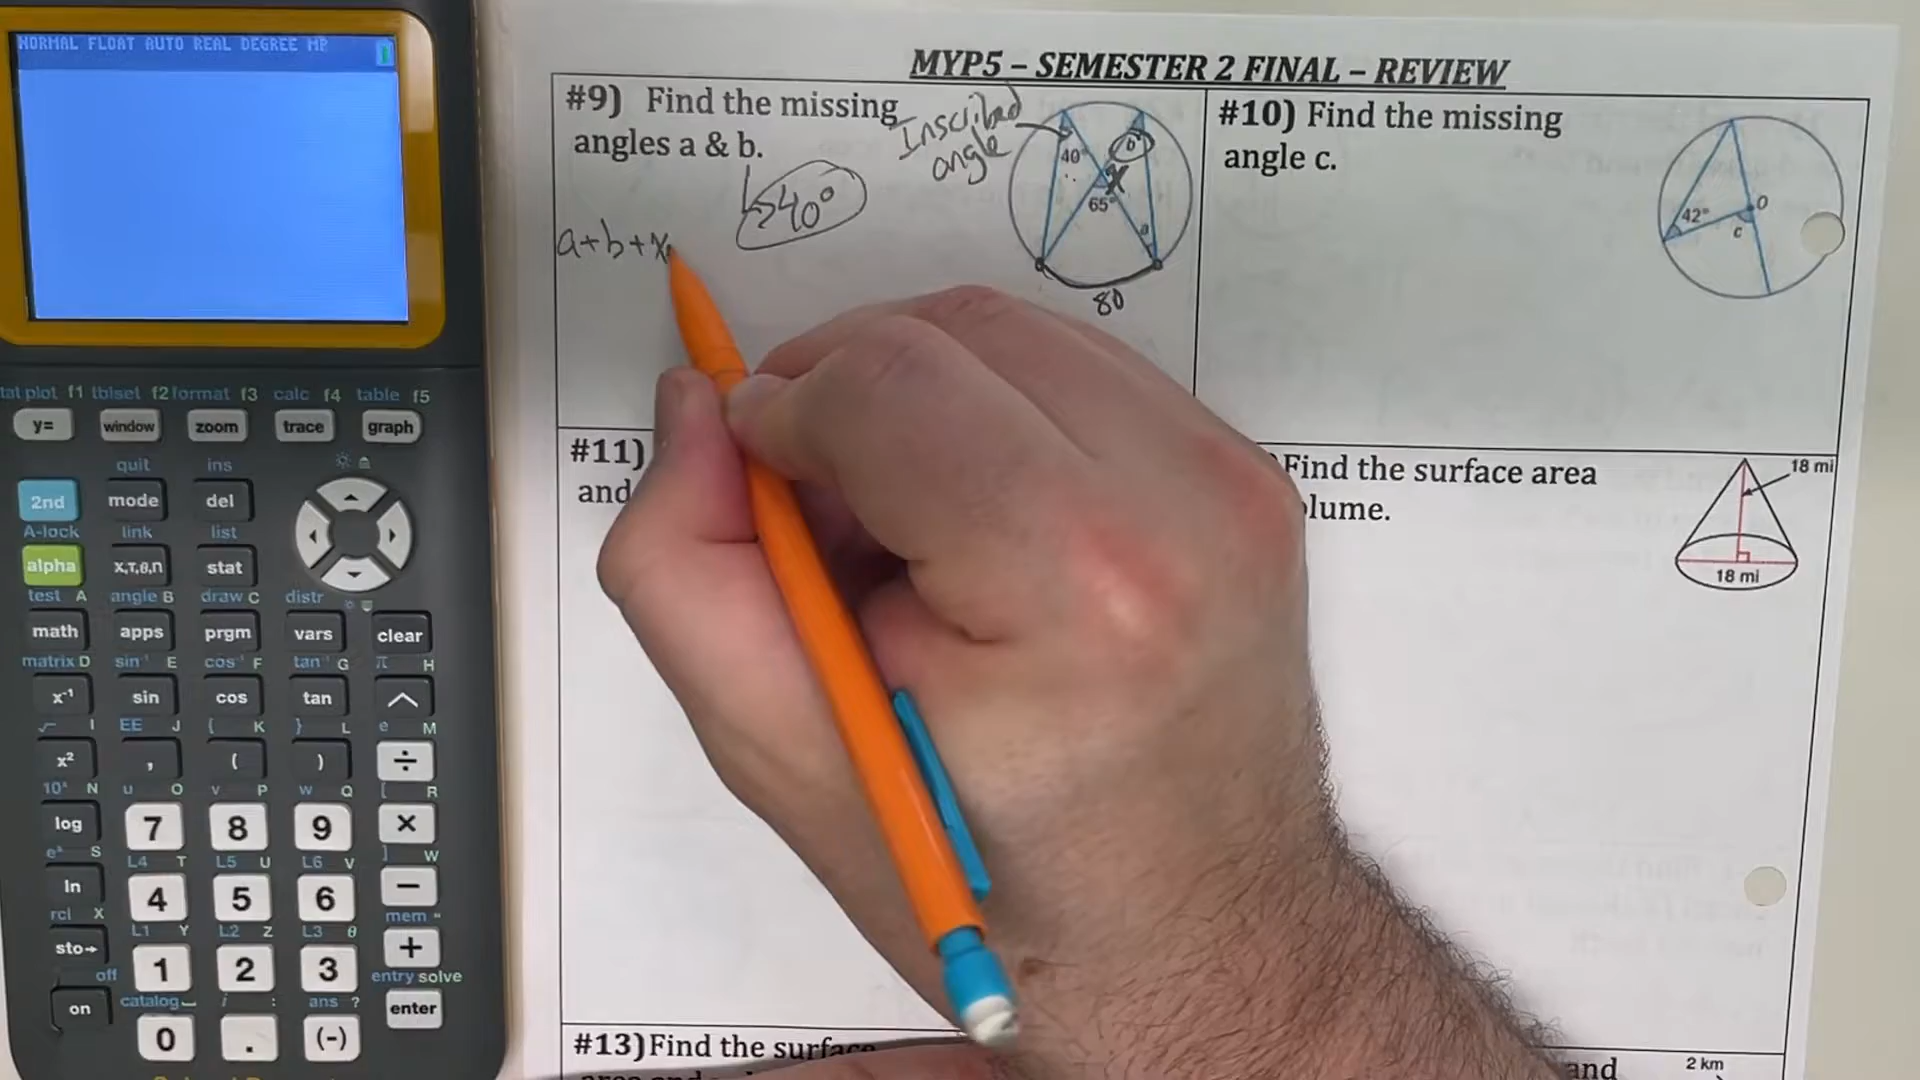 NORMAL FLOAT AUTO REAL DEGREE MP
MYP5 – SEMESTER 2 FINAL – REVIEW
#9) Find the missing
angles a & b.
40°
a+b+x
Inscribed
angle
40°
b
x
65°
a
80
#10) Find the missing
angle c.
42°
O
c
#11)
and
Find the surface area
18 mi
18 mi
#13) Find the surface
and
2 km
stat plot f1 tblset f2 format f3 calc f4 table f5
y= window zoom trace graph
quit ins
2nd mode del
A-lock link list
alpha X,T,θ,n stat
test A angle B draw C distr
math apps prgm vars clear
matrix D sin⁻¹ E cos⁻¹ F tan⁻¹ G π H
x⁻¹ sin cos tan ^
√ I EE J { K } L e M
x² , ( ) ÷
10ˣ N u O v P w Q [ R
log 7 8 9 ×
eˣ S L4 T L5 U L6 V ] W
ln 4 5 6 −
rcl X L1 Y L2 Z L3 θ mem "
sto→ 1 2 3 +
off catalog i : ans ? entry solve
on 0 . (-) enter